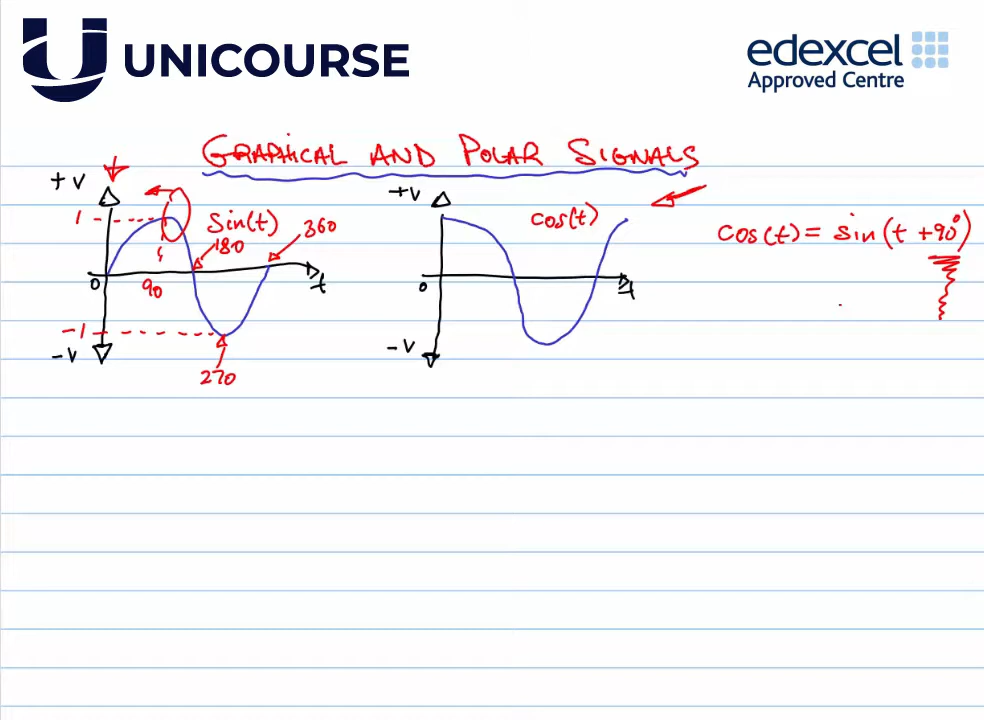 UNICOURSE
edexcel
Approved Centre
GRAPHICAL AND POLAR SIGNALS
+V
1
sin(t)
180
360
0
90
t
-1
-V
270
+V
cos(t)
0
t
-V
cos(t) = sin(t +90°)